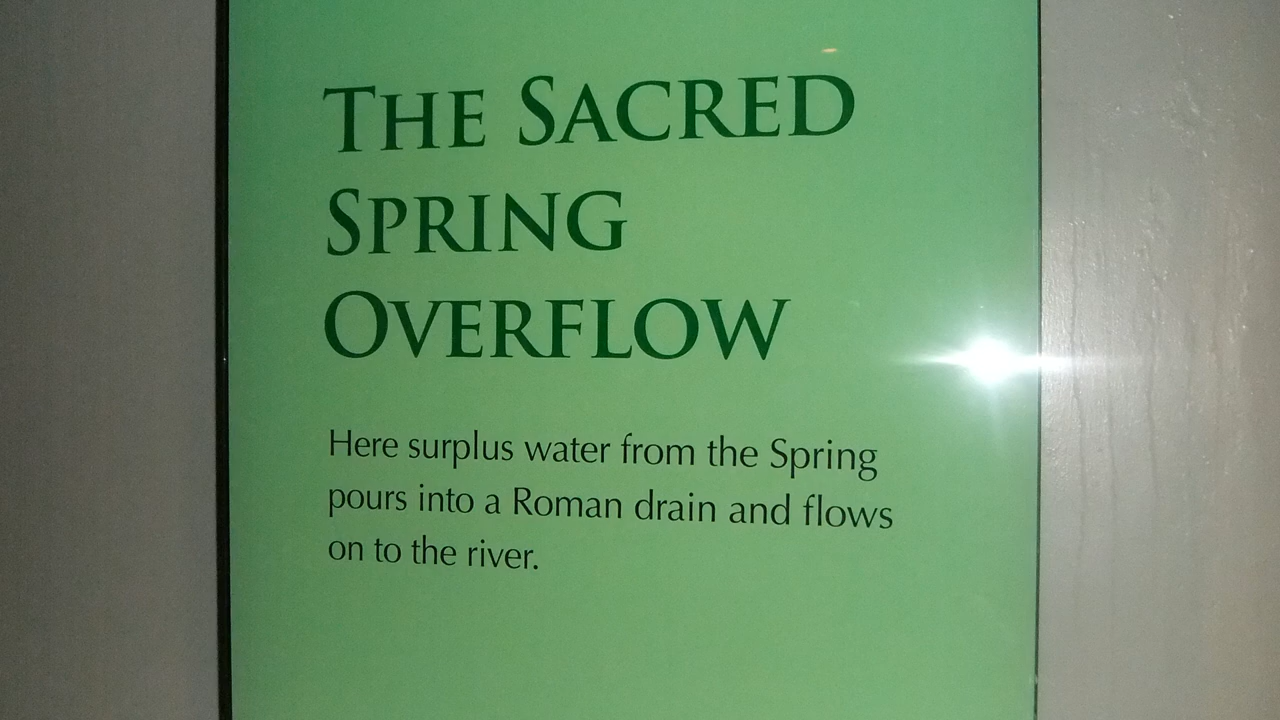 THE SACRED
SPRING
OVERFLOW
Here surplus water from the Spring
pours into a Roman drain and flows
on to the river.